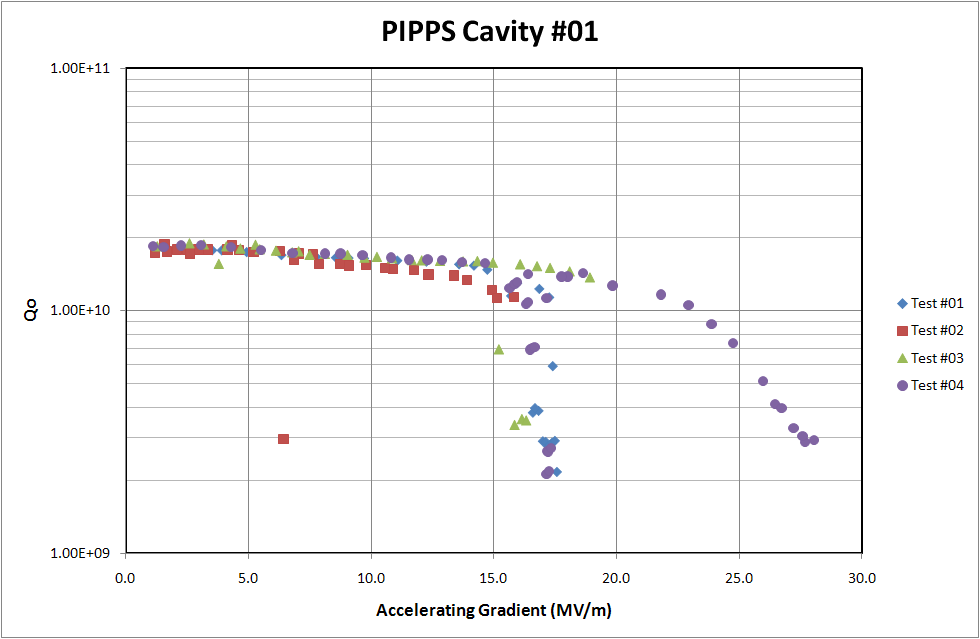 PIPPS Cavity #01
1.00E+11
1.00E+10
1.00E+09
Qo
0.0 5.0 10.0 15.0 20.0 25.0 30.0
Accelerating Gradient (MV/m)
Test #01
Test #02
Test #03
Test #04